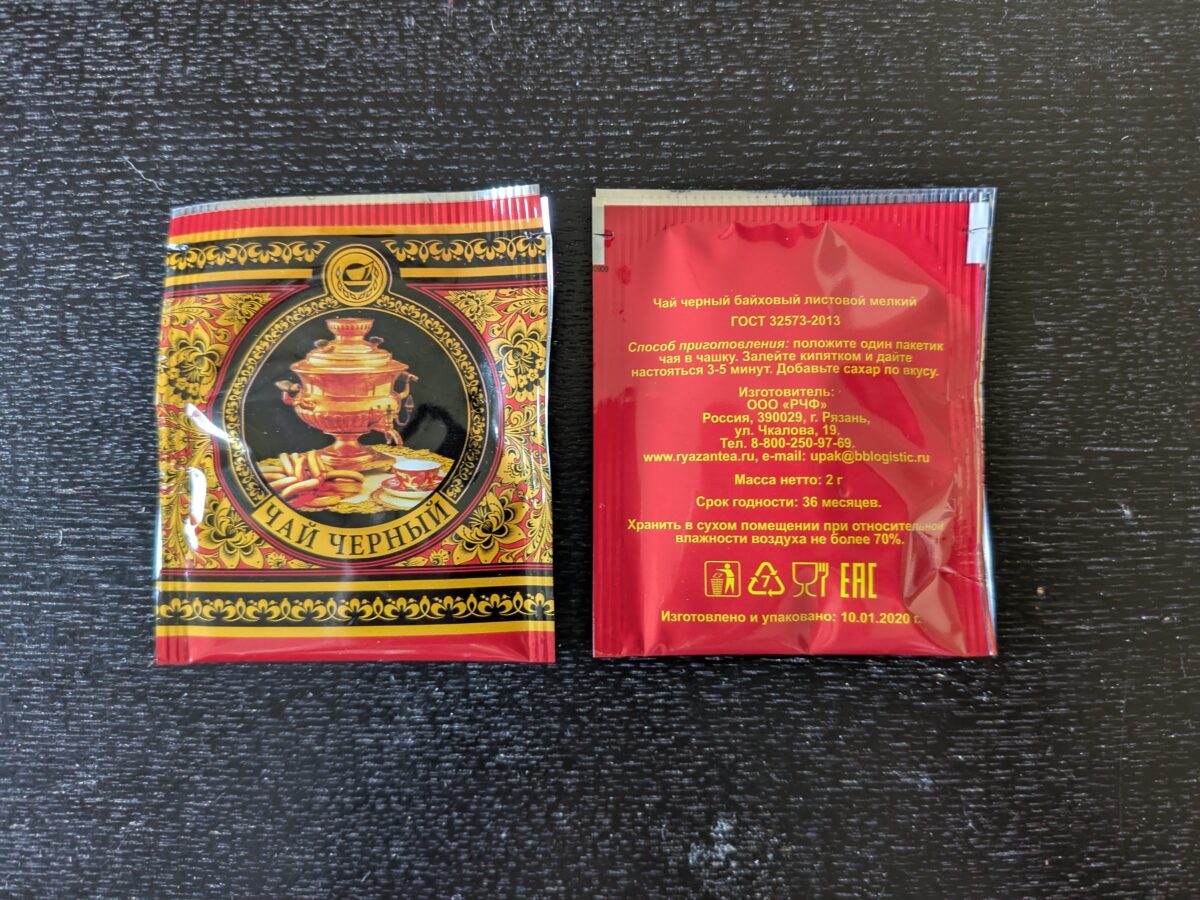 ЧАЙ ЧЕРНЫЙ
0909
Чай черный байховый листовой мелкий
ГОСТ 32573-2013
Способ приготовления: положите один пакетик
чая в чашку. Залейте кипятком и дайте
настояться 3-5 минут. Добавьте сахар по вкусу.
Изготовитель:
ООО «РЧФ»
Россия, 390029, г. Рязань,
ул. Чкалова, 19,
Тел. 8-800-250-97-69,
www.ryazantea.ru, e-mail: upak@bblogistic.ru
Масса нетто: 2 г
Срок годности: 36 месяцев.
Хранить в сухом помещении при относительной
влажности воздуха не более 70%.
7
ЕАС
Изготовлено и упаковано: 10.01.2020 г.